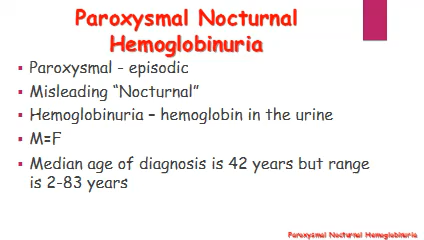 Paroxysmal Nocturnal
Hemoglobinuria
▪ Paroxysmal - episodic
▪ Misleading “Nocturnal”
▪ Hemoglobinuria – hemoglobin in the urine
▪ M=F
▪ Median age of diagnosis is 42 years but range
is 2-83 years
Paroxysmal Nocturnal Hemoglobinuria